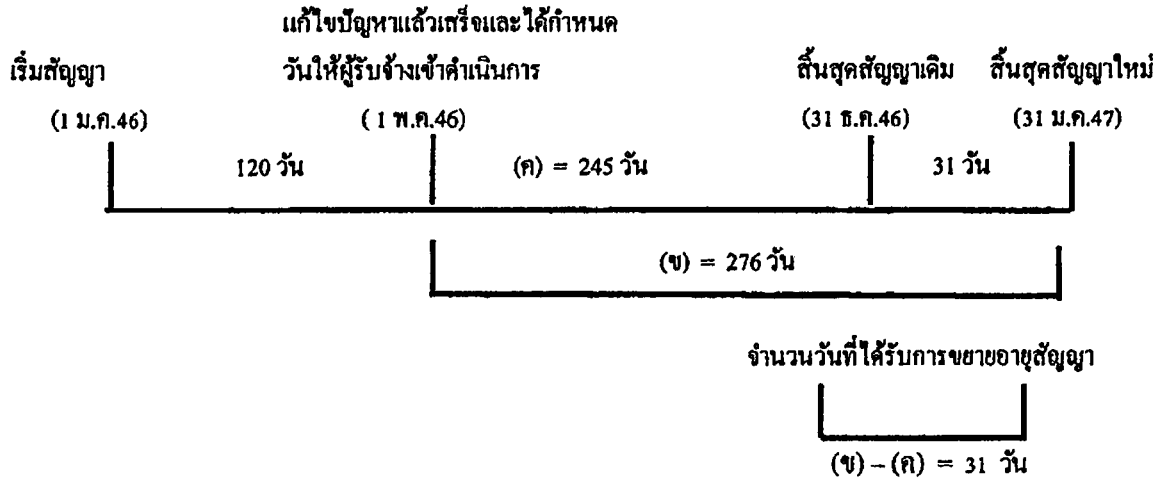 แก้ไขปัญหาแล้วเสร็จและได้กำหนด
เริ่มสัญญา วันให้ผู้รับจ้างเข้าดำเนินการ สิ้นสุดสัญญาเดิม สิ้นสุดสัญญาใหม่
(1 ม.ค.46) ( 1 พ.ค.46) (31 ธ.ค.46) (31 ม.ค.47)
120 วัน (ค) = 245 วัน 31 วัน
(ข) = 276 วัน
จำนวนวันที่ได้รับการขยายอายุสัญญา
(ข) – (ค) = 31 วัน